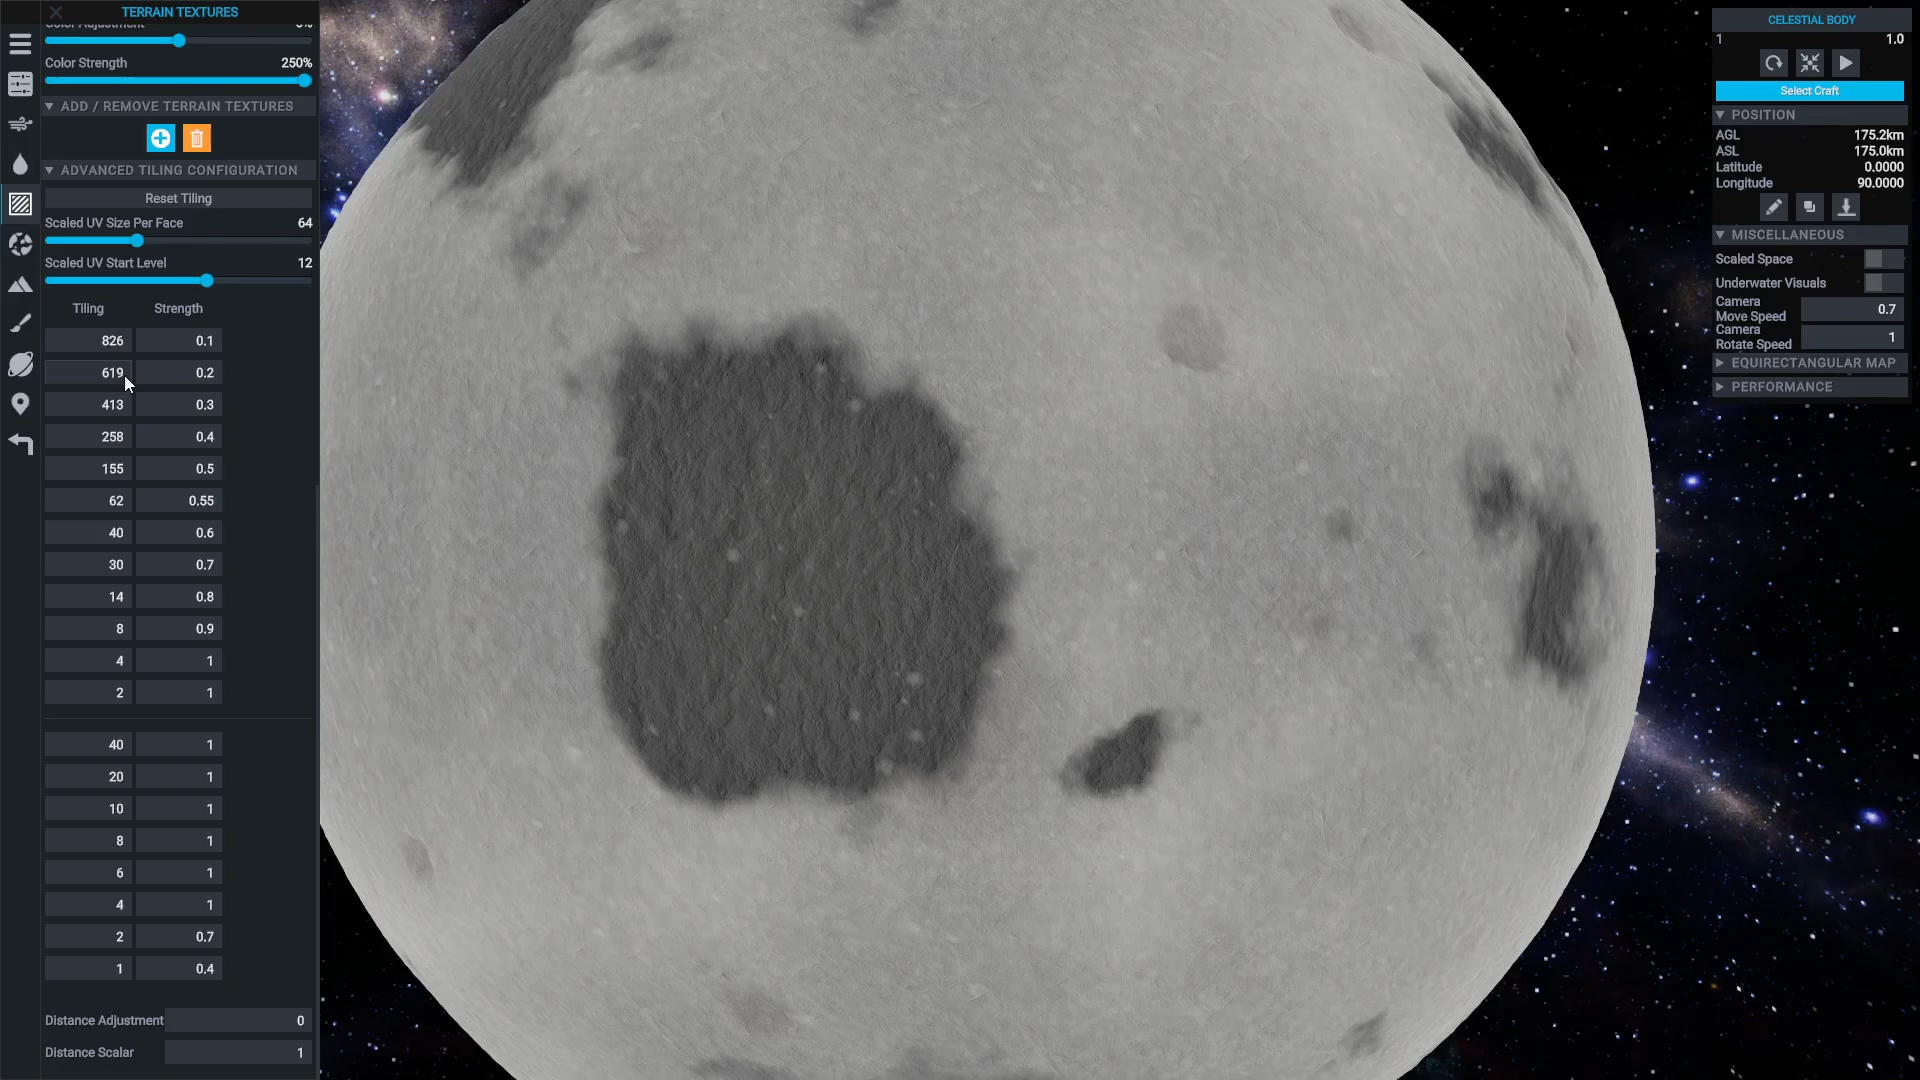 TERRAIN TEXTURES
Color Adjustment 0%
Color Strength 250%
ADD / REMOVE TERRAIN TEXTURES
ADVANCED TILING CONFIGURATION
Reset Tiling
Scaled UV Size Per Face 64
Scaled UV Start Level 12
Tiling Strength
826 0.1
619 0.2
413 0.3
258 0.4
155 0.5
62 0.55
40 0.6
30 0.7
14 0.8
8 0.9
4 1
2 1
40 1
20 1
10 1
8 1
6 1
4 1
2 0.7
1 0.4
Distance Adjustment 0
Distance Scalar 1
CELESTIAL BODY
1 1.0
Select Craft
POSITION
AGL 175.2km
ASL 175.0km
Latitude 0.0000
Longitude 90.0000
MISCELLANEOUS
Scaled Space
Underwater Visuals
Camera
Move Speed 0.7
Camera
Rotate Speed 1
EQUIRECTANGULAR MAP
PERFORMANCE